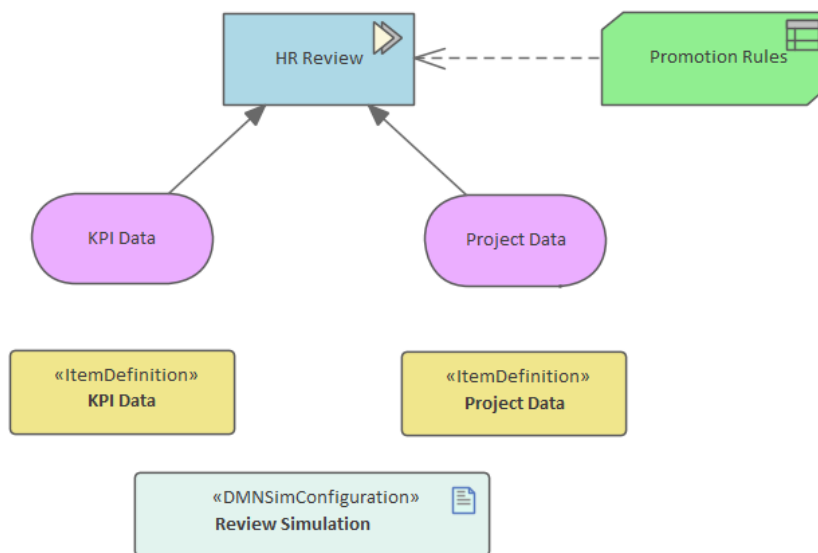 HR Review
Promotion Rules
KPI Data
Project Data
«ItemDefinition»
KPI Data
«ItemDefinition»
Project Data
«DMNSimConfiguration»
Review Simulation